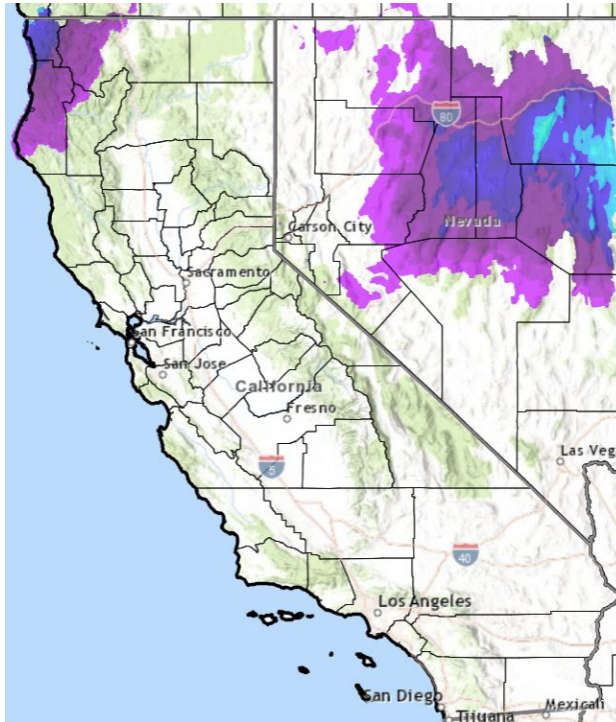 80
Nevada
Carson City
Sacramento
San Francisco
San Jose
California
Fresno
5
Las Veg
40
Los Angeles
San Diego
Tijuana
Mexicali